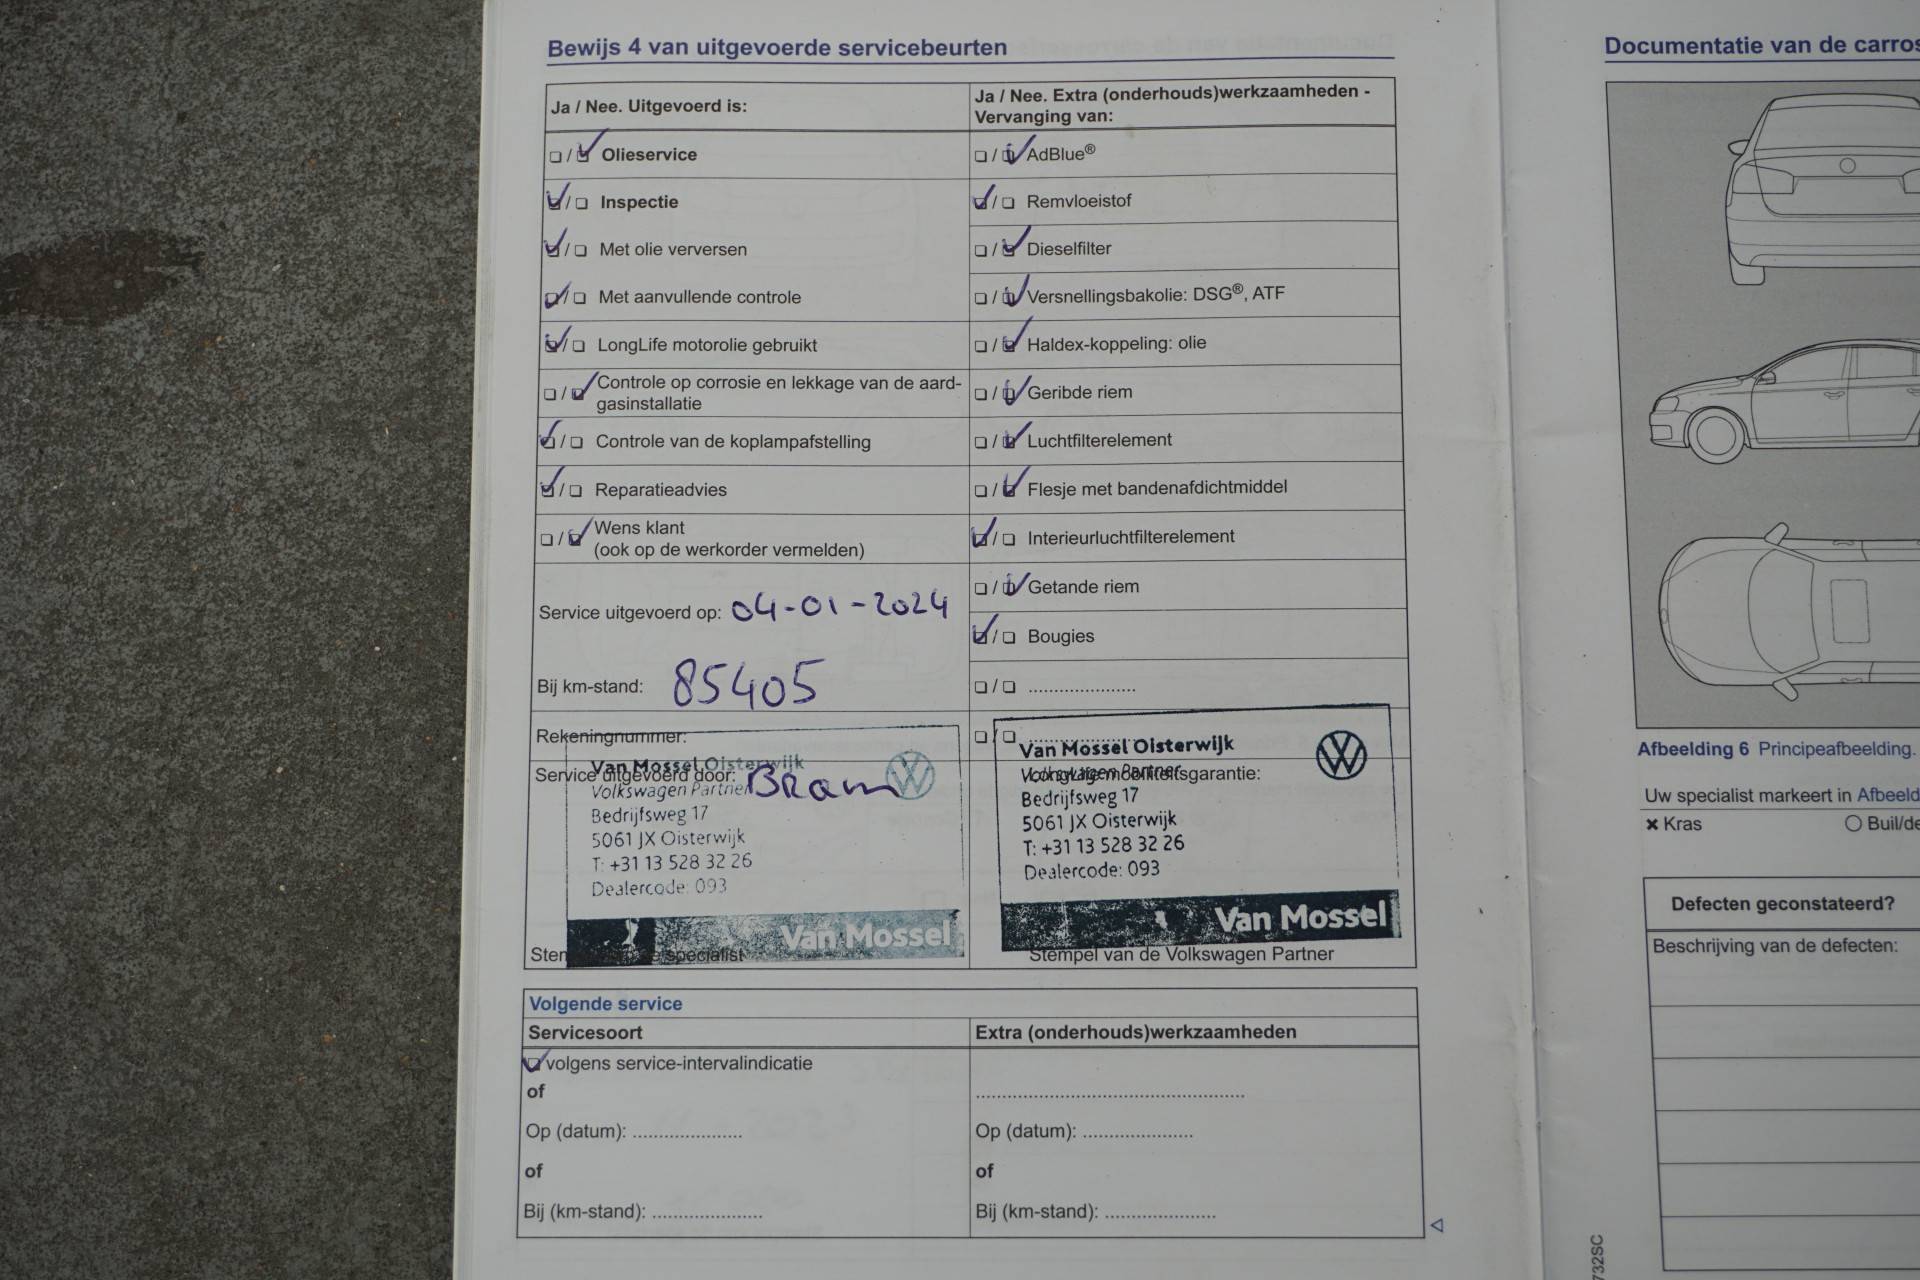 Bewijs 4 van uitgevoerde servicebeurten
Ja / Nee. Uitgevoerd is:
Olieservice
Inspectie
Met olie verversen
Met aanvullende controle
LongLife motorolie gebruikt
Controle op corrosie en lekkage van de aard-
gasinstallatie
Controle van de koplampafstelling
Reparatieadvies
Wens klant
(ook op de werkorder vermelden)
Service uitgevoerd op: 04-01-2024
Bij km-stand: 85405
Rekeningnummer:
Service uitgevoerd door: Bram
Van Mossel Oisterwijk
Volkswagen Partner
Bedrijfsweg 17
5061 JX Oisterwijk
T: +31 13 528 32 26
Dealercode: 093
Van Mossel
specialist
Ja / Nee. Extra (onderhouds)werkzaamheden -
Vervanging van:
AdBlue®
Remvloeistof
Dieselfilter
Versnellingsbakolie: DSG®, ATF
Haldex-koppeling: olie
Geribde riem
Luchtfilterelement
Flesje met bandenafdichtmiddel
Interieurluchtfilterelement
Getande riem
Bougies
.....................
Van Mossel Oisterwijk
Volkswagen Partner
mobiliteitsgarantie:
Bedrijfsweg 17
5061 JX Oisterwijk
T: +31 13 528 32 26
Dealercode: 093
Van Mossel
Stempel van de Volkswagen Partner
Volgende service
Servicesoort
volgens service-intervalindicatie
of
Op (datum): .....................
of
Bij (km-stand): .....................
Extra (onderhouds)werkzaamheden
..................................................
Op (datum): .....................
of
Bij (km-stand): .....................
Documentatie van de carros
Afbeelding 6 Principeafbeelding.
Uw specialist markeert in Afbeeld
Kras
Buil/de
Defecten geconstateerd?
Beschrijving van de defecten:
732SC